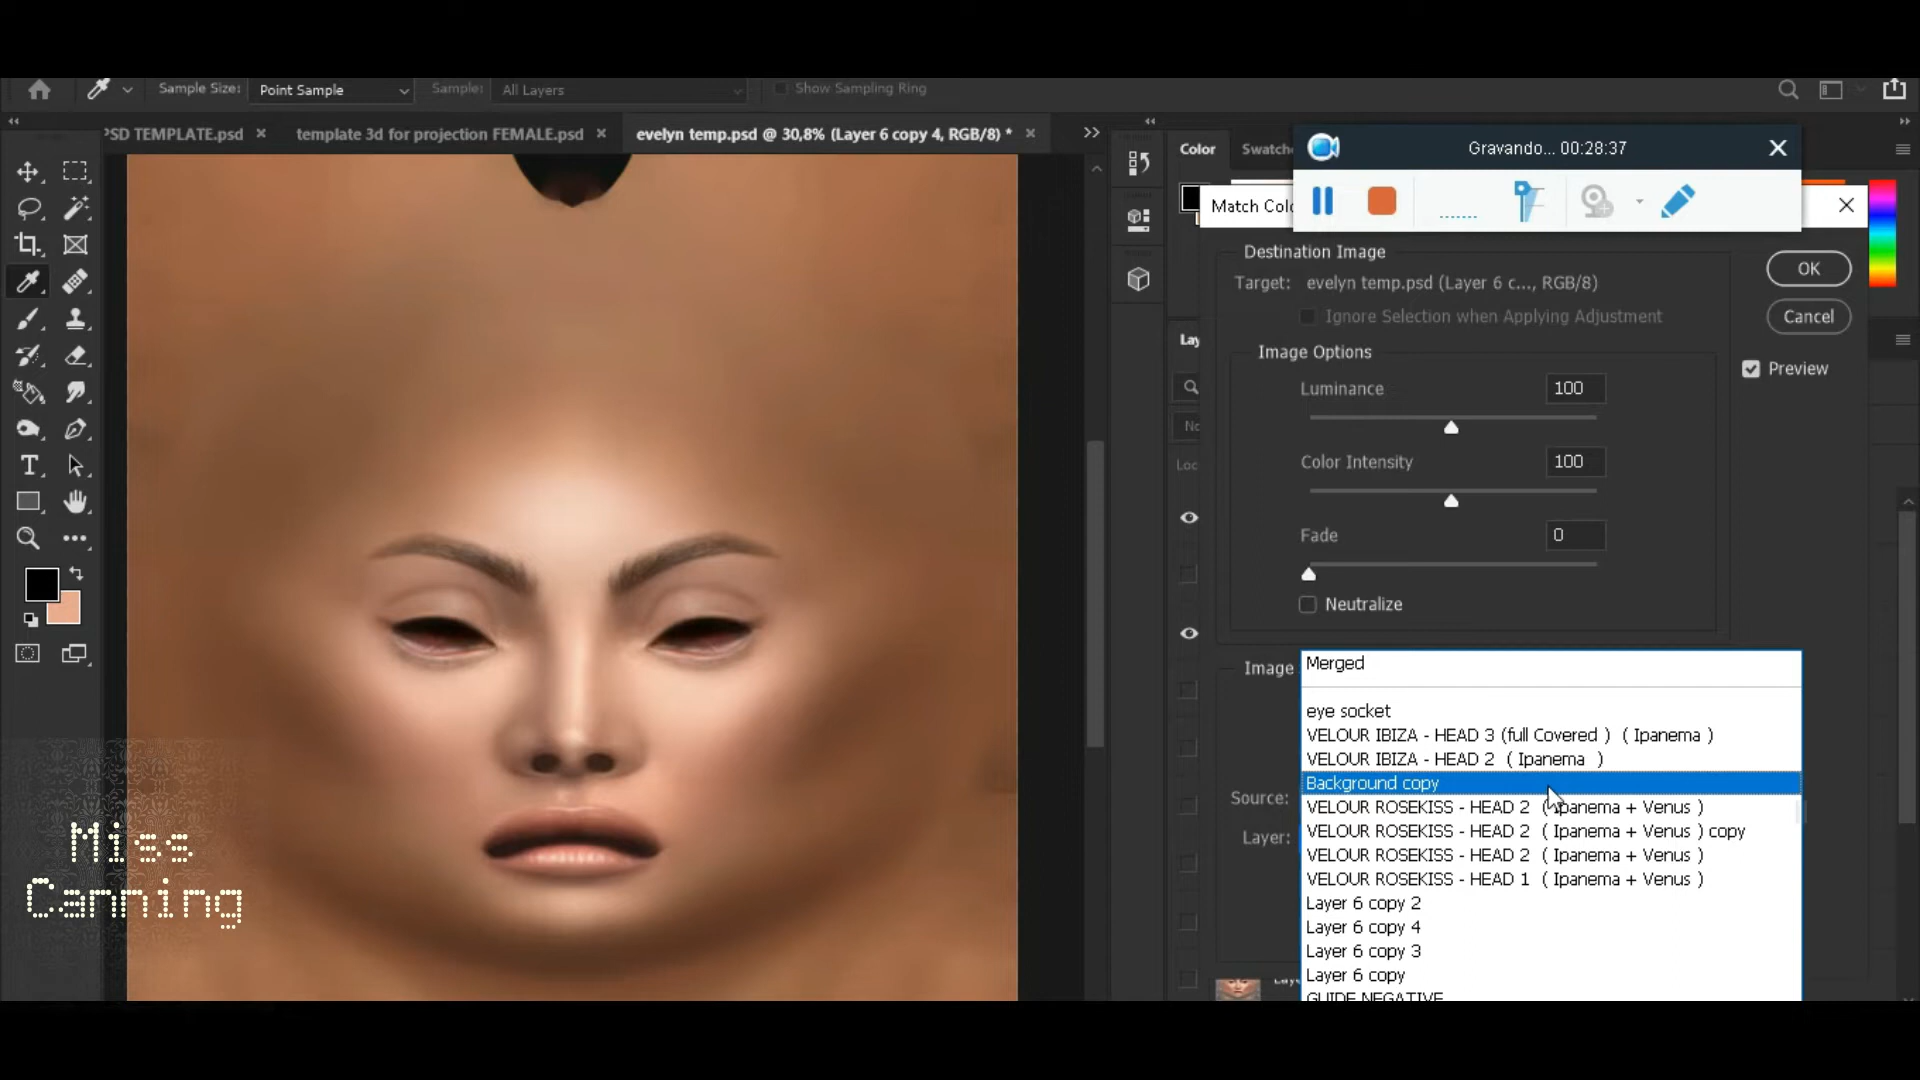 Sample Size: Point Sample Sample: All Layers Show Sampling Ring
PSD TEMPLATE.psd template 3d for projection FEMALE.psd evelyn temp.psd @ 30,8% (Layer 6 copy 4, RGB/8) *
Color
Gravando... 00:28:37
Destination Image
Target: evelyn temp.psd (Layer 6 c..., RGB/8)
Ignore Selection when Applying Adjustment
OK
Cancel
Preview
Image Options
Luminance 100
Color Intensity 100
Fade 0
Neutralize
Image
Source:
Layer:
Merged
eye socket
VELOUR IBIZA - HEAD 3 (full Covered ) ( Ipanema )
VELOUR IBIZA - HEAD 2 ( Ipanema )
Background copy
VELOUR ROSEKISS - HEAD 2 ( Ipanema + Venus )
VELOUR ROSEKISS - HEAD 2 ( Ipanema + Venus ) copy
VELOUR ROSEKISS - HEAD 2 ( Ipanema + Venus )
VELOUR ROSEKISS - HEAD 1 ( Ipanema + Venus )
Layer 6 copy 2
Layer 6 copy 4
Layer 6 copy 3
Layer 6 copy
GUIDE NEGATIVE
Miss
Canning